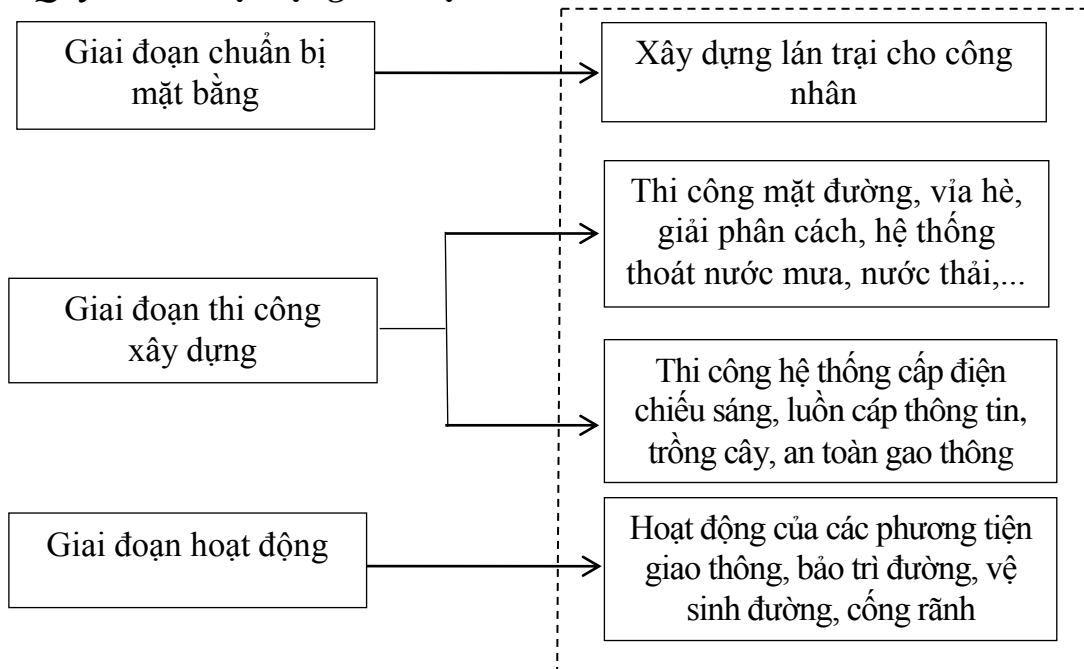 Giai đoạn chuẩn bị
mặt bằng
Xây dựng lán trại cho công
nhân
Thi công mặt đường, vỉa hè,
giải phân cách, hệ thống
thoát nước mưa, nước thải,...
Giai đoạn thi công
xây dựng
Thi công hệ thống cấp điện
chiếu sáng, luồn cáp thông tin,
trồng cây, an toàn gao thông
Giai đoạn hoạt động
Hoạt động của các phương tiện
giao thông, bảo trì đường, vệ
sinh đường, cống rãnh